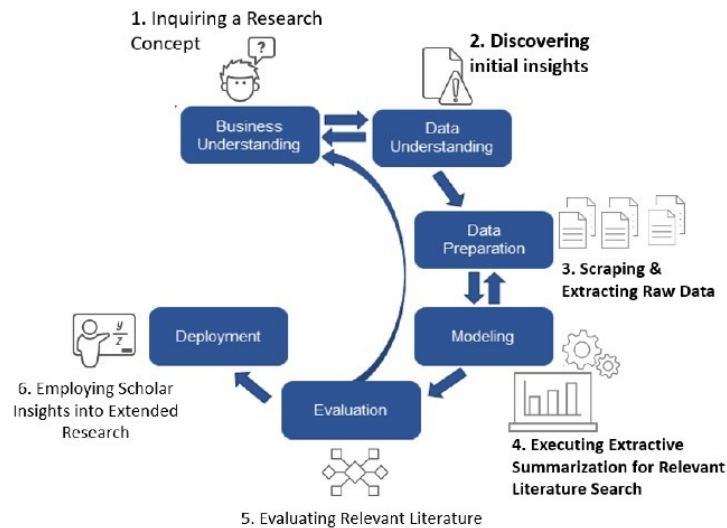 1. Inquiring a Research
Concept
?
2. Discovering
initial insights
Business
Understanding
Data
Understanding
Data
Preparation
3. Scraping &
Extracting Raw Data
Deployment
Modeling
y
z
6. Employing Scholar
Insights into Extended
Research
Evaluation
4. Executing Extractive
Summarization for Relevant
Literature Search
5. Evaluating Relevant Literature